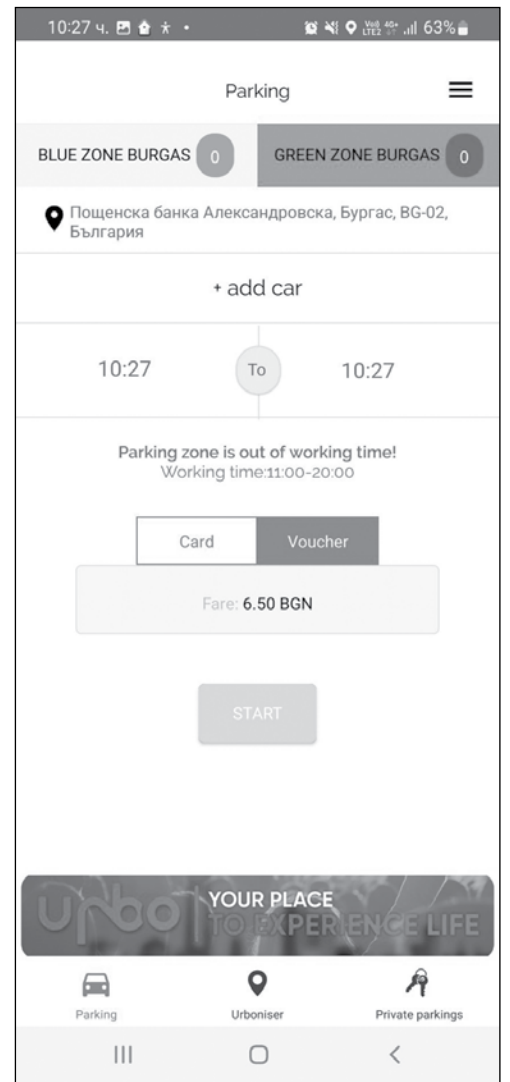 10:27 ч.
63%
Parking
BLUE ZONE BURGAS 0
GREEN ZONE BURGAS 0
Пощенска банка Александровска, Бургас, BG-02,
България
+ add car
10:27 To 10:27
Parking zone is out of working time!
Working time:11:00-20:00
Card Voucher
Fare: 6.50 BGN
START
urbo
YOUR PLACE
TO EXPERIENCE LIFE
Parking Urboniser Private parkings